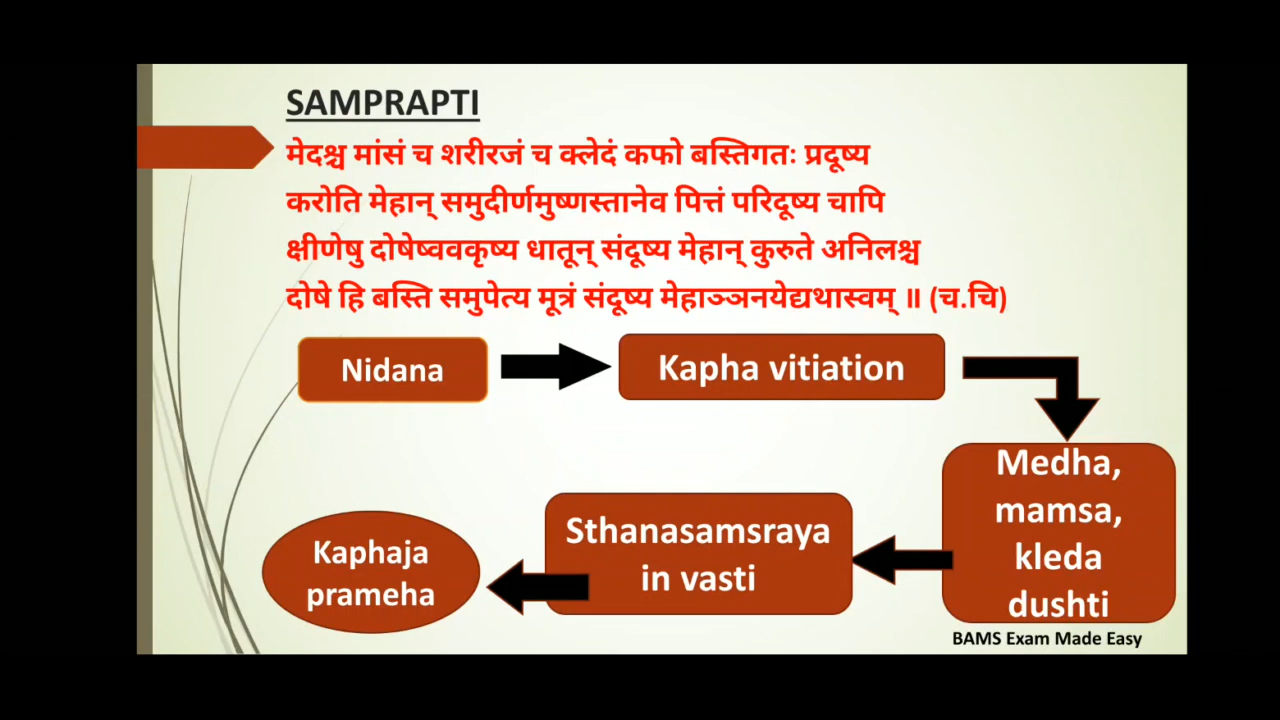 SAMPRAPTI
मेदश्च मांसं च शरीरजं च क्लेदं कफो बस्तिगतः प्रदूष्य
करोति मेहान् समुदीर्णमुष्णस्तानेव पित्तं परिदूष्य चापि
क्षीणेषु दोषेष्ववकृष्य धातून् संदूष्य मेहान् कुरुते अनिलश्च
दोषे हि बस्ति समुपेत्य मूत्रं संदूष्य मेहाञ्ञनयेद्यथास्वम् ॥ (च.चि)
Nidana
Kapha vitiation
Medha,
mamsa,
kleda
dushti
Sthanasamsraya
in vasti
Kaphaja
prameha
BAMS Exam Made Easy